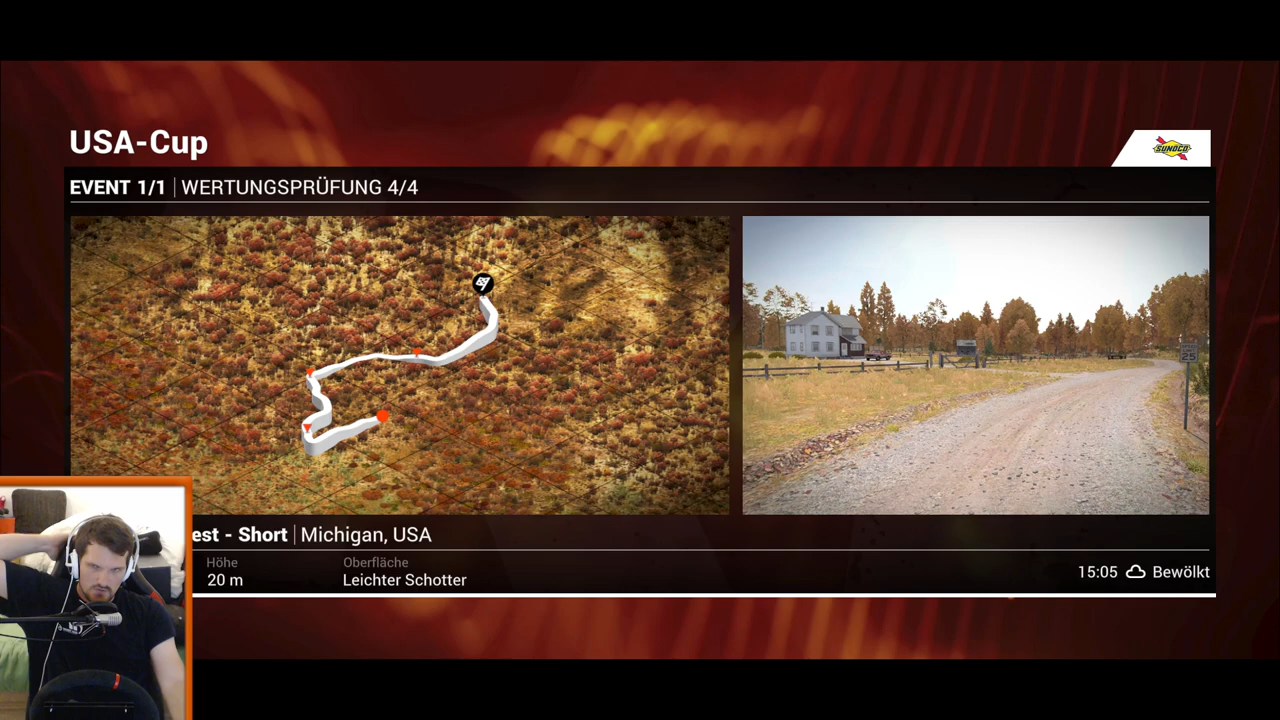 USA-Cup
SUNOCO
EVENT 1/1 | WERTUNGSPRÜFUNG 4/4
25
est - Short | Michigan, USA
Höhe
20 m
Oberfläche
Leichter Schotter
15:05 Bewölkt